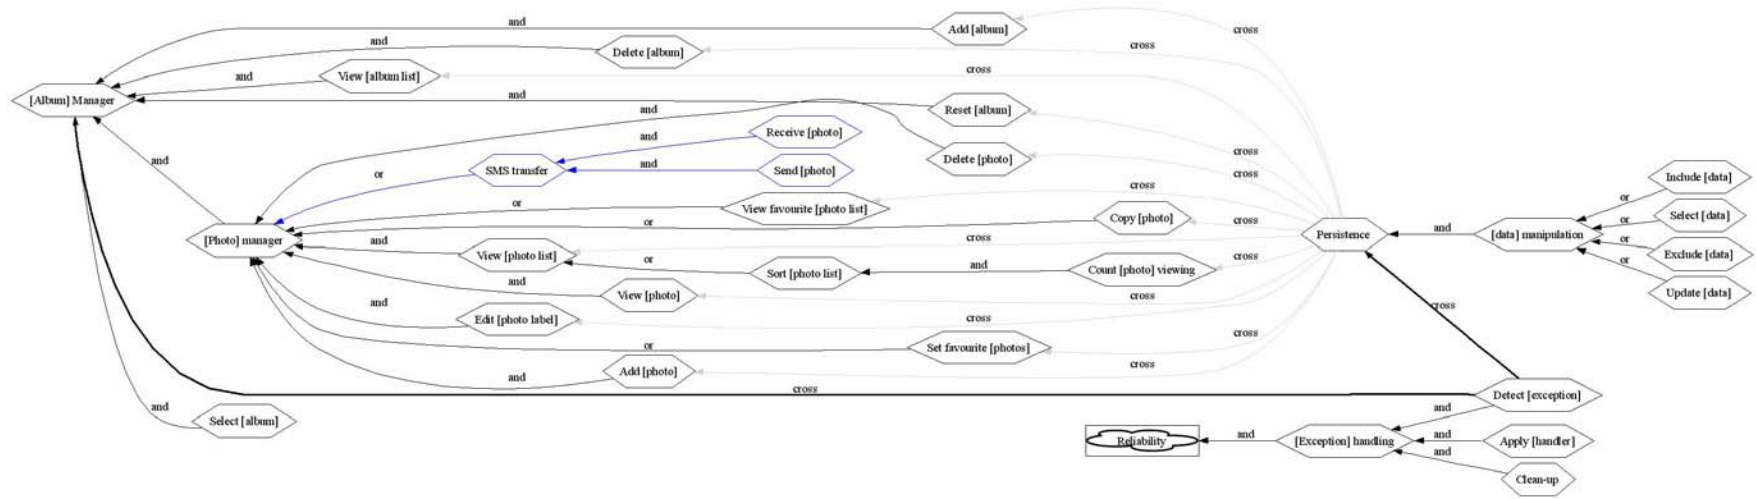 and
Add [album]
cross
and
Delete [album]
cross
and
View [album list]
cross
[Album] Manager
and
Reset [album]
and
Receive [photo]
and
cross
and
Delete [photo]
cross
SMS transfer
and
Send [photo]
or
Include [data]
or
cross
or
View favourite [photo list]
Copy [photo]
cross
or
Select [data]
or
[Photo] manager
and
cross
Persistence
and
[data] manipulation
or
Exclude [data]
View [photo list]
or
Sort [photo list]
and
Count [photo] viewing
cross
or
Update [data]
and
View [photo]
cross
and
Edit [photo label]
cross
cross
or
Set favourite [photos]
cross
and
Add [photo]
cross
cross
Detect [exception]
and
Select [album]
and
Reliability
and
[Exception] handling
and
Apply [handler]
and
Clean-up